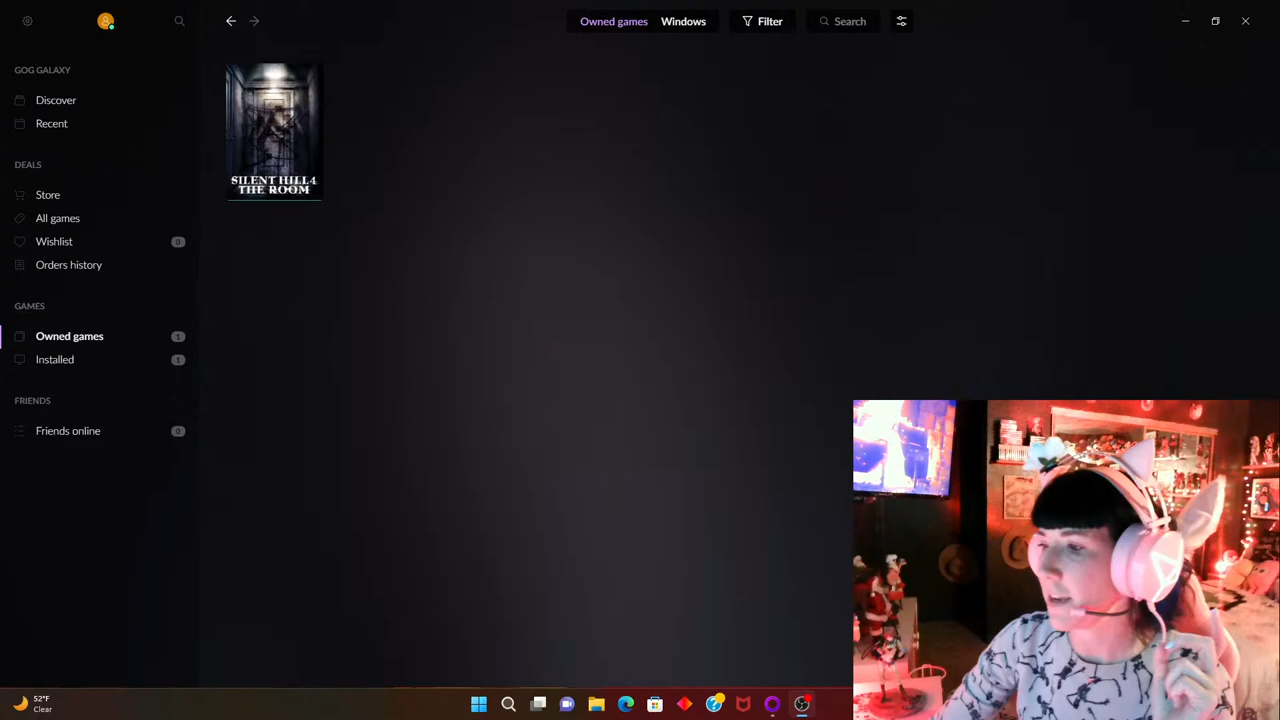 Owned games Windows Filter Search
GOG GALAXY
Discover
Recent
DEALS
Store
All games
Wishlist 0
Orders history
GAMES
Owned games 1
Installed 1
FRIENDS
Friends online 0
SILENT HILL 4
THE ROOM
52°F
Clear